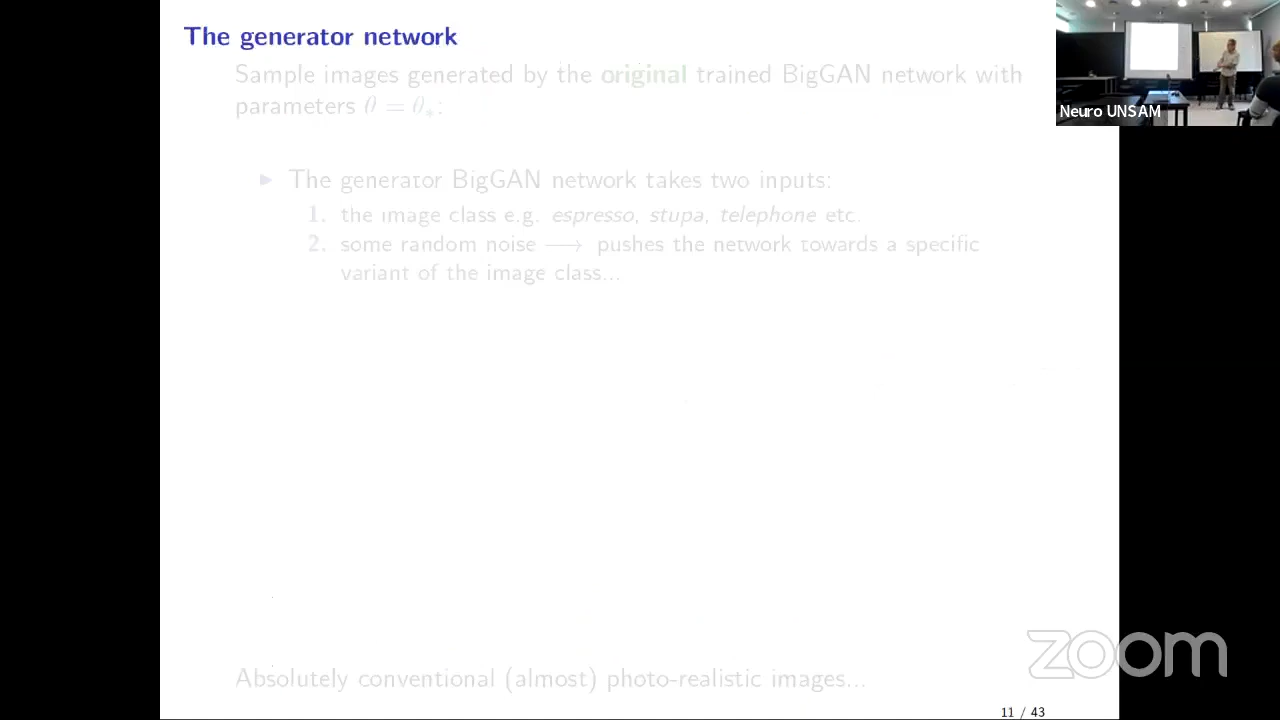 The generator network
Sample images generated by the original trained BigGAN network with
parameters θ = θ*:
▶ The generator BigGAN network takes two inputs:
1. the image class e.g. espresso, stupa, telephone etc.
2. some random noise ⟶ pushes the network towards a specific
variant of the image class...
Absolutely conventional (almost) photo-realistic images...
11 / 43
Neuro UNSAM
zoom